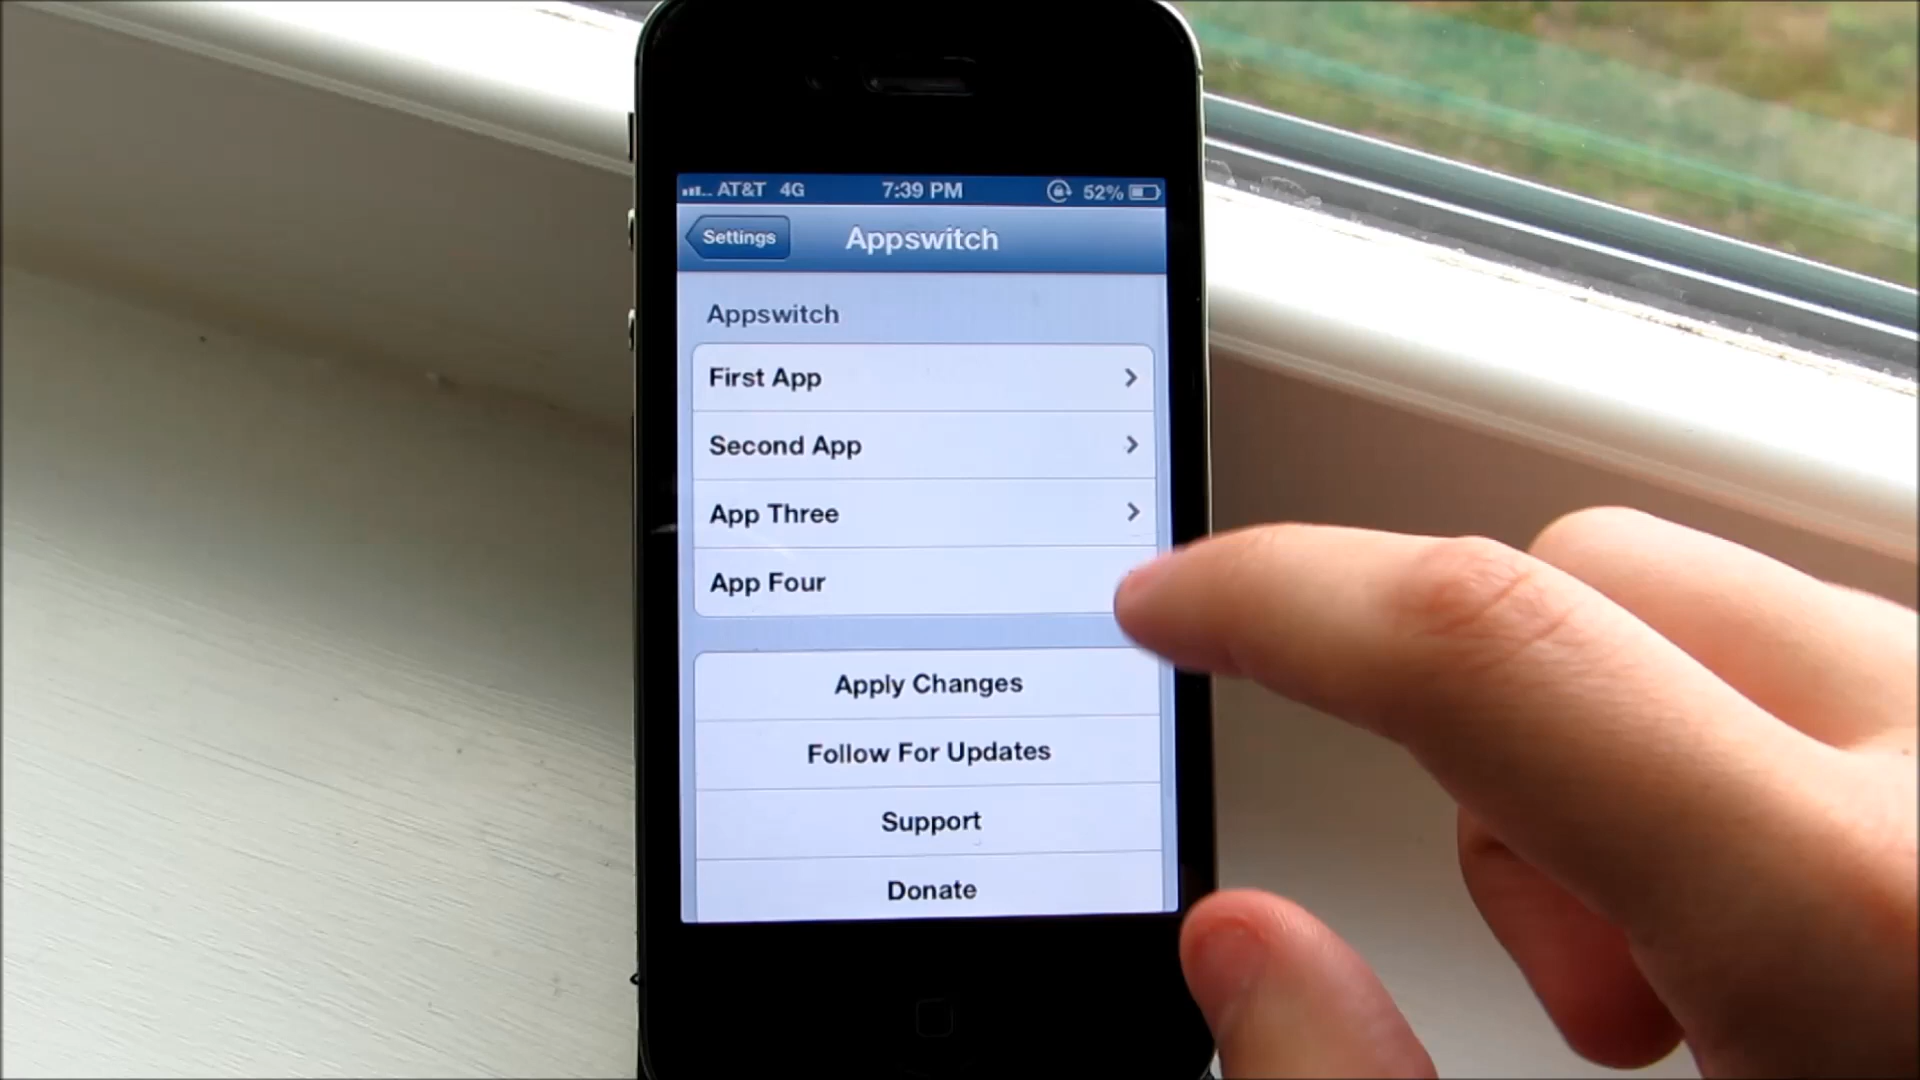 AT&T 4G 7:39 PM 52%
Settings Appswitch
Appswitch
First App
Second App
App Three
App Four
Apply Changes
Follow For Updates
Support
Donate